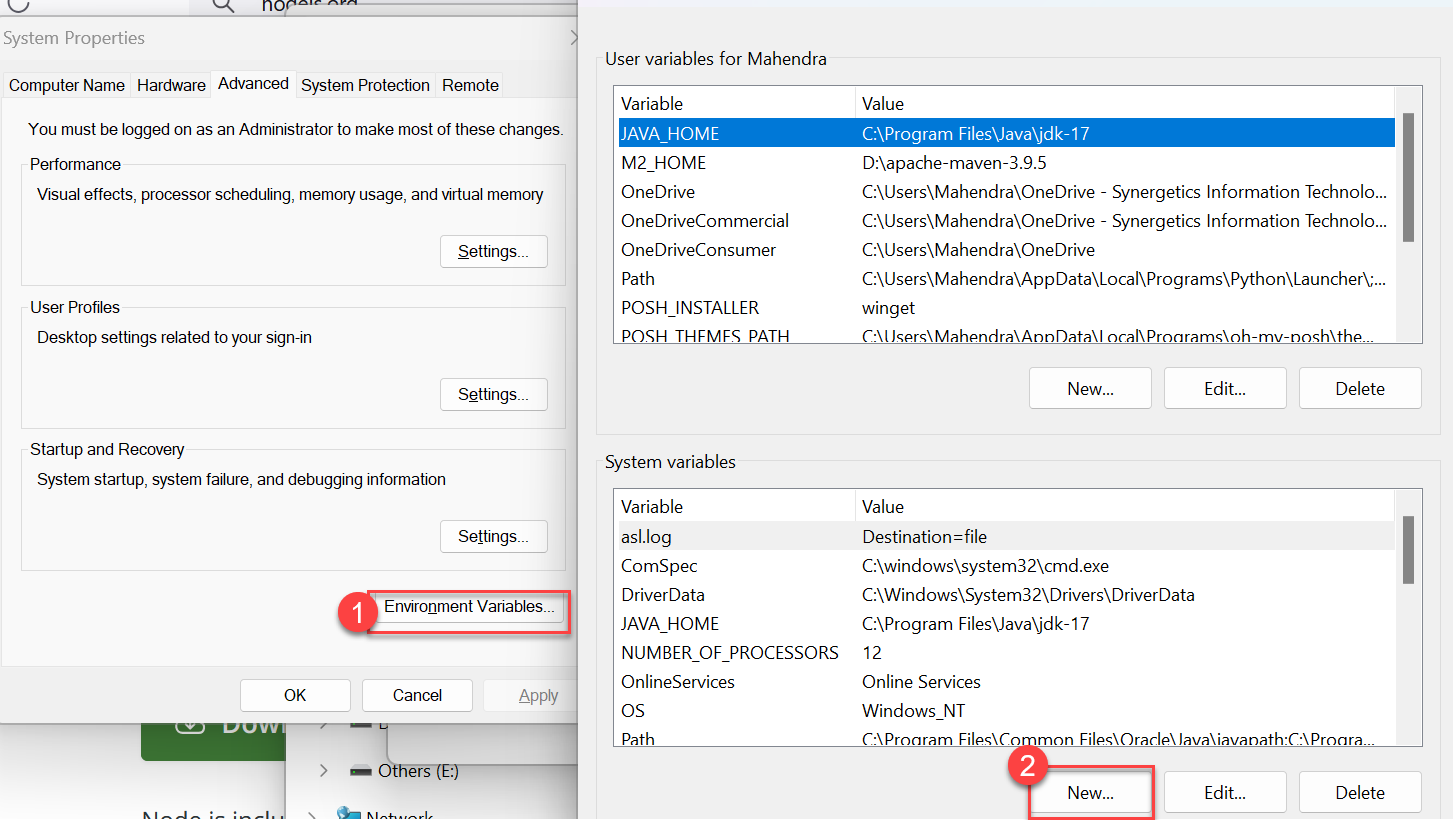 nodejs.org
System Properties
Computer Name Hardware Advanced System Protection Remote
You must be logged on as an Administrator to make most of these changes.
Performance
Visual effects, processor scheduling, memory usage, and virtual memory
Settings...
User Profiles
Desktop settings related to your sign-in
Settings...
Startup and Recovery
System startup, system failure, and debugging information
Settings...
1
Environment Variables...
OK Cancel Apply
Others (E:)
Network
Node is inclu
User variables for Mahendra
Variable Value
JAVA_HOME C:\Program Files\Java\jdk-17
M2_HOME D:\apache-maven-3.9.5
OneDrive C:\Users\Mahendra\OneDrive - Synergetics Information Technolo...
OneDriveCommercial C:\Users\Mahendra\OneDrive - Synergetics Information Technolo...
OneDriveConsumer C:\Users\Mahendra\OneDrive
Path C:\Users\Mahendra\AppData\Local\Programs\Python\Launcher\;...
POSH_INSTALLER winget
POSH_THEMES_PATH C:\Users\Mahendra\AppData\Local\Programs\oh-my-posh\the...
New... Edit... Delete
System variables
Variable Value
asl.log Destination=file
ComSpec C:\windows\system32\cmd.exe
DriverData C:\Windows\System32\Drivers\DriverData
JAVA_HOME C:\Program Files\Java\jdk-17
NUMBER_OF_PROCESSORS 12
OnlineServices Online Services
OS Windows_NT
Path C:\Program Files\Common Files\Oracle\Java\javapath;C:\Progra...
2
New... Edit... Delete